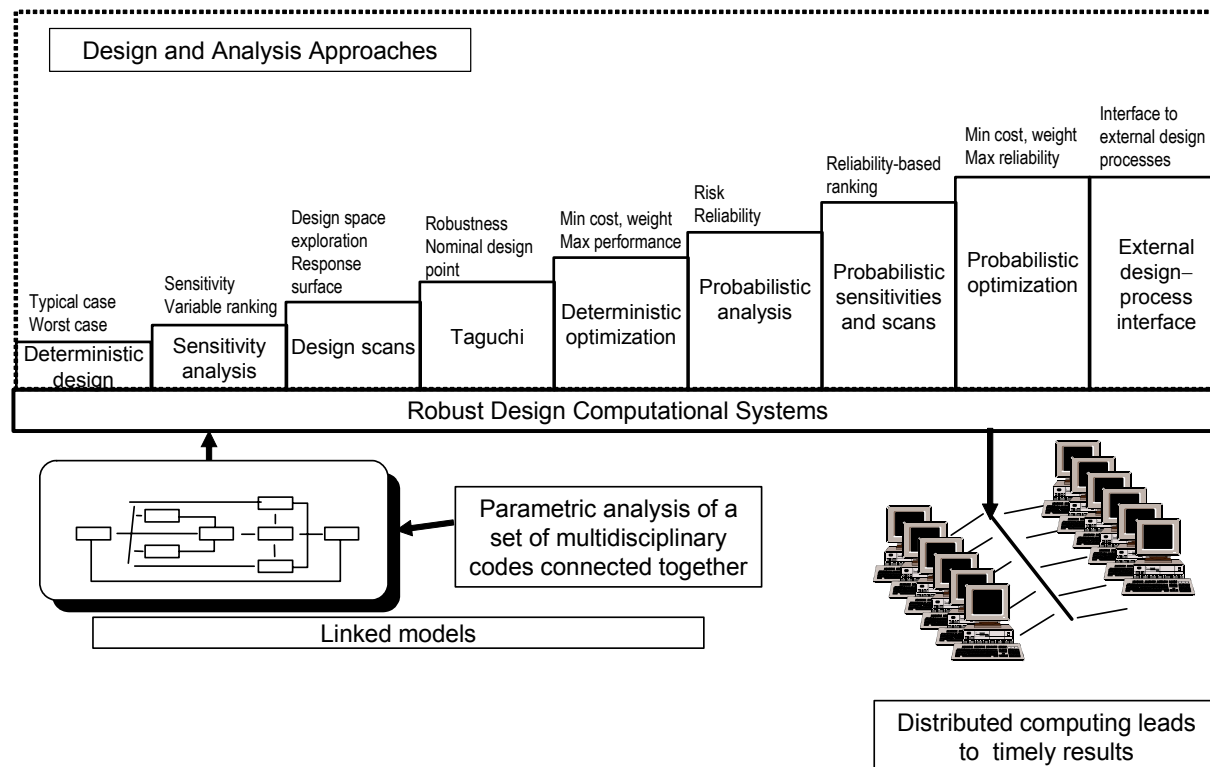 Design and Analysis Approaches
Typical case
Worst case
Deterministic
design
Sensitivity
Variable ranking
Sensitivity
analysis
Design space
exploration
Response
surface
Design scans
Robustness
Nominal design
point
Taguchi
Min cost, weight
Max performance
Deterministic
optimization
Risk
Reliability
Probabilistic
analysis
Reliability-based
ranking
Probabilistic
sensitivities
and scans
Min cost, weight
Max reliability
Probabilistic
optimization
Interface to
external design
processes
External
design–
process
interface
Robust Design Computational Systems
Parametric analysis of a
set of multidisciplinary
codes connected together
Linked models
Distributed computing leads
to timely results